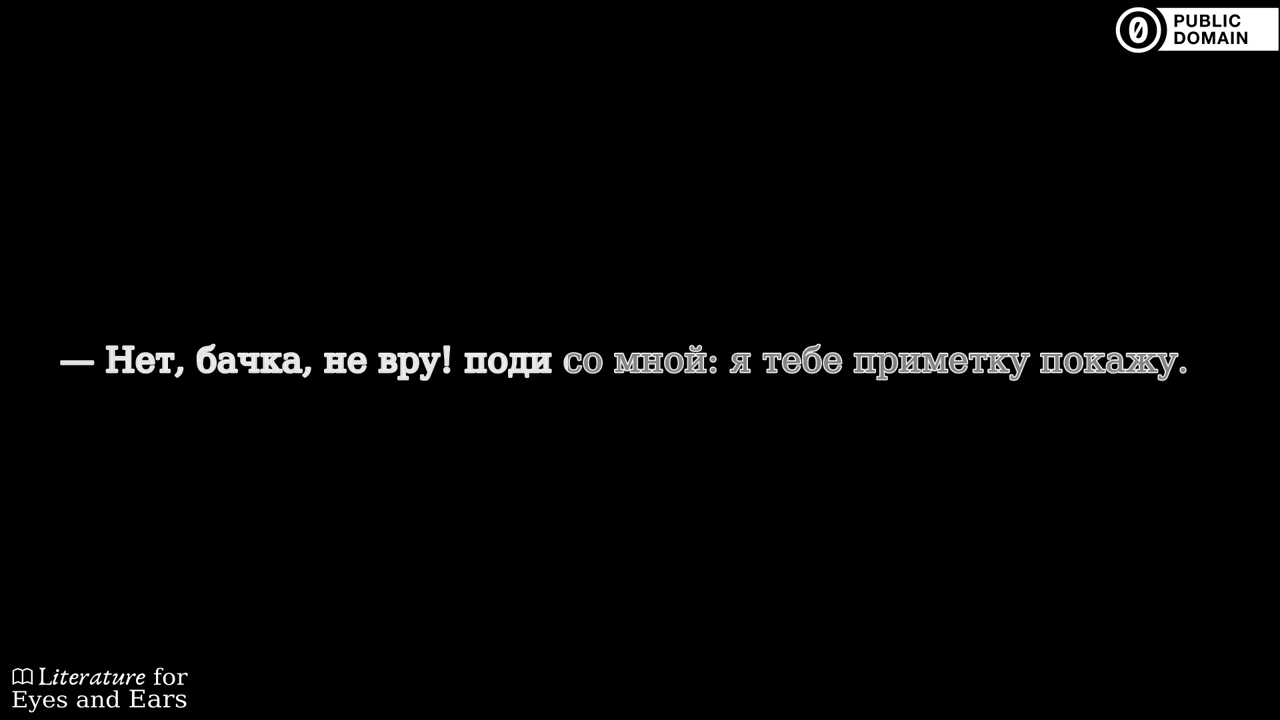 PUBLIC
DOMAIN
— Нет, бачка, не вру! поди со мной: я тебе приметку покажу.
Literature for
Eyes and Ears